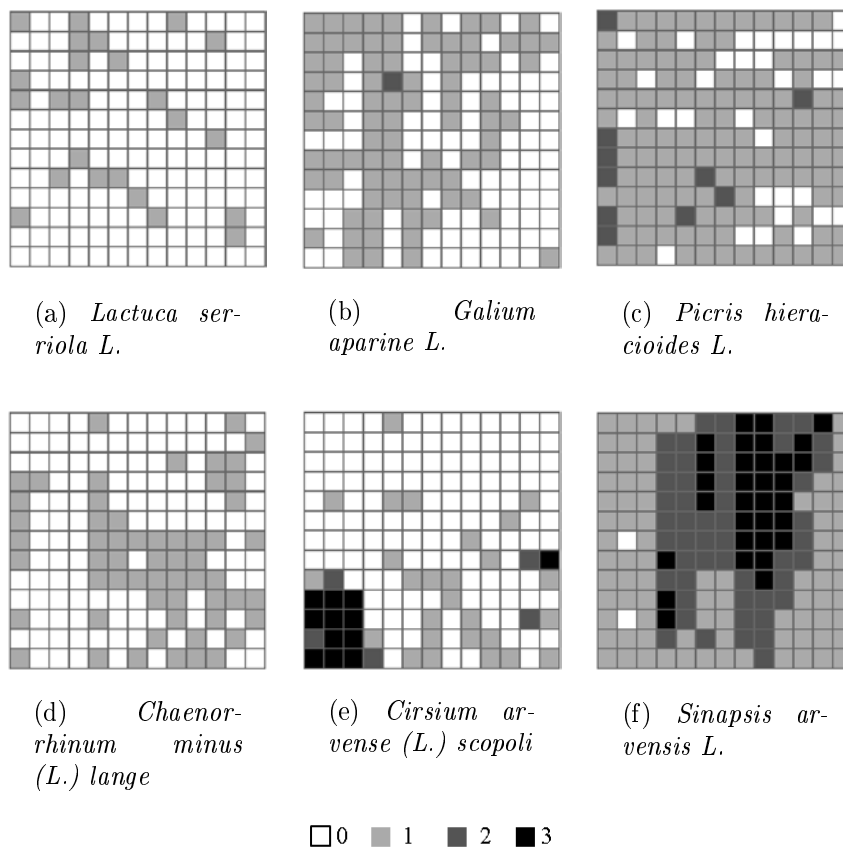 (a) Lactuca ser-
riola L.
(b) Galium
aparine L.
(c) Picris hiera-
cioides L.
(d) Chaenor-
rhinum minus
(L.) lange
(e) Cirsium ar-
vense (L.) scopoli
(f) Sinapsis ar-
vensis L.
0 1 2 3